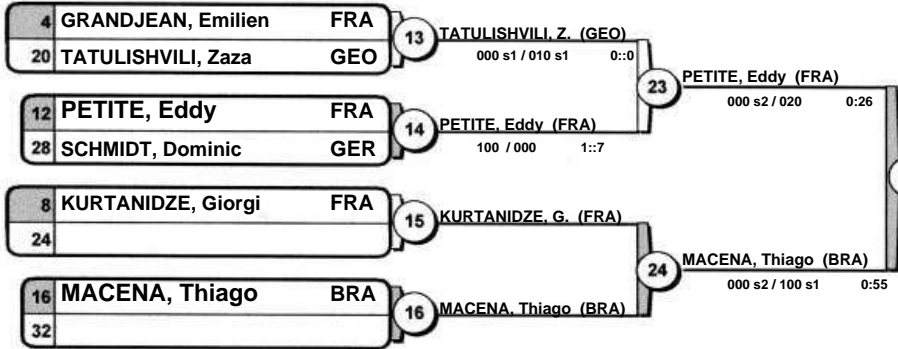 4 GRANDJEAN, Emilien FRA
20 TATULISHVILI, Zaza GEO
13
TATULISHVILI, Z. (GEO)
000 s1 / 010 s1 0::0
12 PETITE, Eddy FRA
28 SCHMIDT, Dominic GER
14
PETITE, Eddy (FRA)
100 / 000 1::7
23
PETITE, Eddy (FRA)
000 s2 / 020 0:26
8 KURTANIDZE, Giorgi FRA
24
15
KURTANIDZE, G. (FRA)
16 MACENA, Thiago BRA
32
16
MACENA, Thiago (BRA)
24
MACENA, Thiago (BRA)
000 s2 / 100 s1 0:55